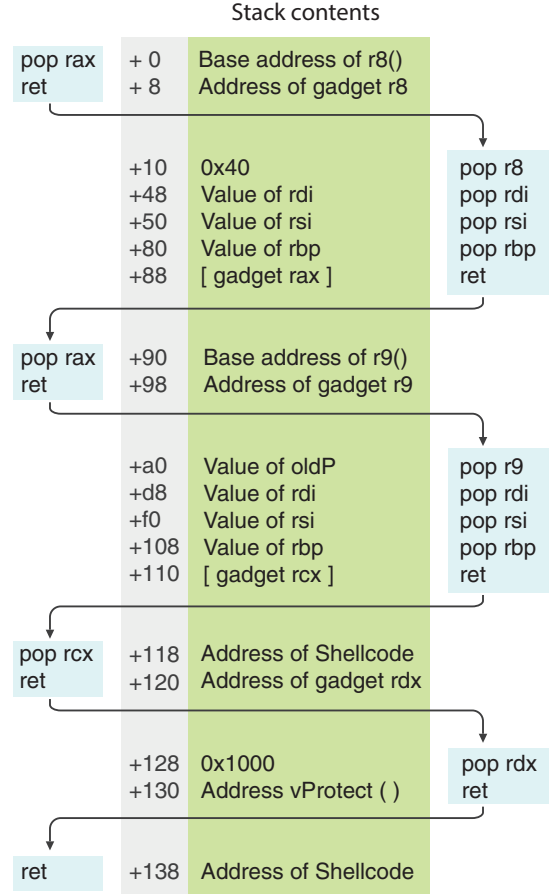 Stack contents
pop rax + 0 Base address of r8()
ret + 8 Address of gadget r8
+10 0x40 pop r8
+48 Value of rdi pop rdi
+50 Value of rsi pop rsi
+80 Value of rbp pop rbp
+88 [ gadget rax ] ret
pop rax +90 Base address of r9()
ret +98 Address of gadget r9
+a0 Value of oldP pop r9
+d8 Value of rdi pop rdi
+f0 Value of rsi pop rsi
+108 Value of rbp pop rbp
+110 [ gadget rcx ] ret
pop rcx +118 Address of Shellcode
ret +120 Address of gadget rdx
+128 0x1000 pop rdx
+130 Address vProtect ( ) ret
ret +138 Address of Shellcode